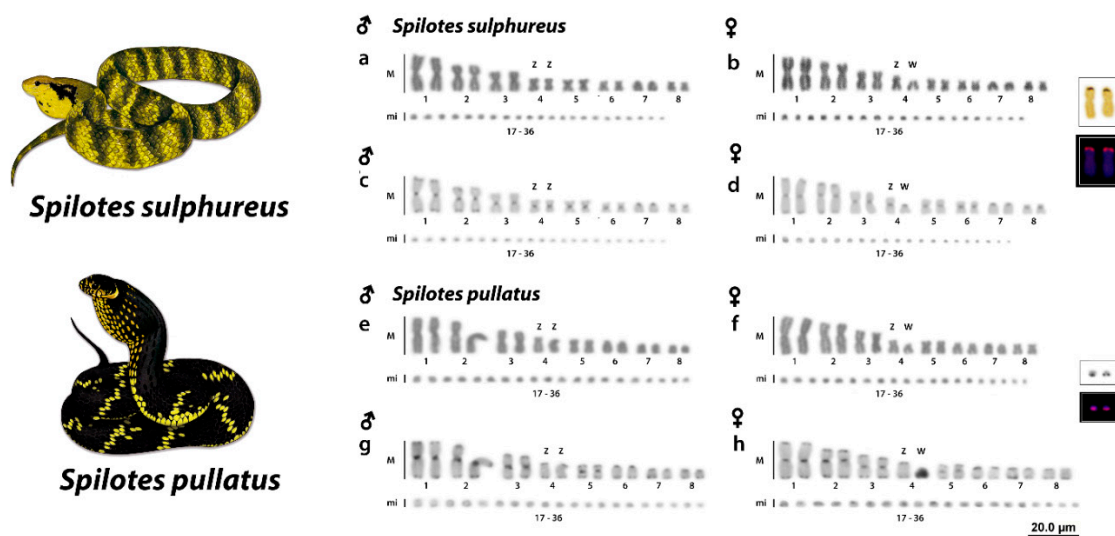 ♂ Spilotes sulphureus ♀
a M Z Z
1 2 3 4 5 6 7 8
mi
17 - 36
b M Z W
1 2 3 4 5 6 7 8
mi
17 - 36
♂
c M Z Z
1 2 3 4 5 6 7 8
mi
17 - 36
♀
d M Z W
1 2 3 4 5 6 7 8
mi
17 - 36
Spilotes sulphureus
♂ Spilotes pullatus ♀
e M Z Z
1 2 3 4 5 6 7 8
mi
17 - 36
f M Z W
1 2 3 4 5 6 7 8
mi
17 - 36
♂
g M Z Z
1 2 3 4 5 6 7 8
mi
17 - 36
♀
h M Z W
1 2 3 4 5 6 7 8
mi
17 - 36
20.0 µm
Spilotes pullatus